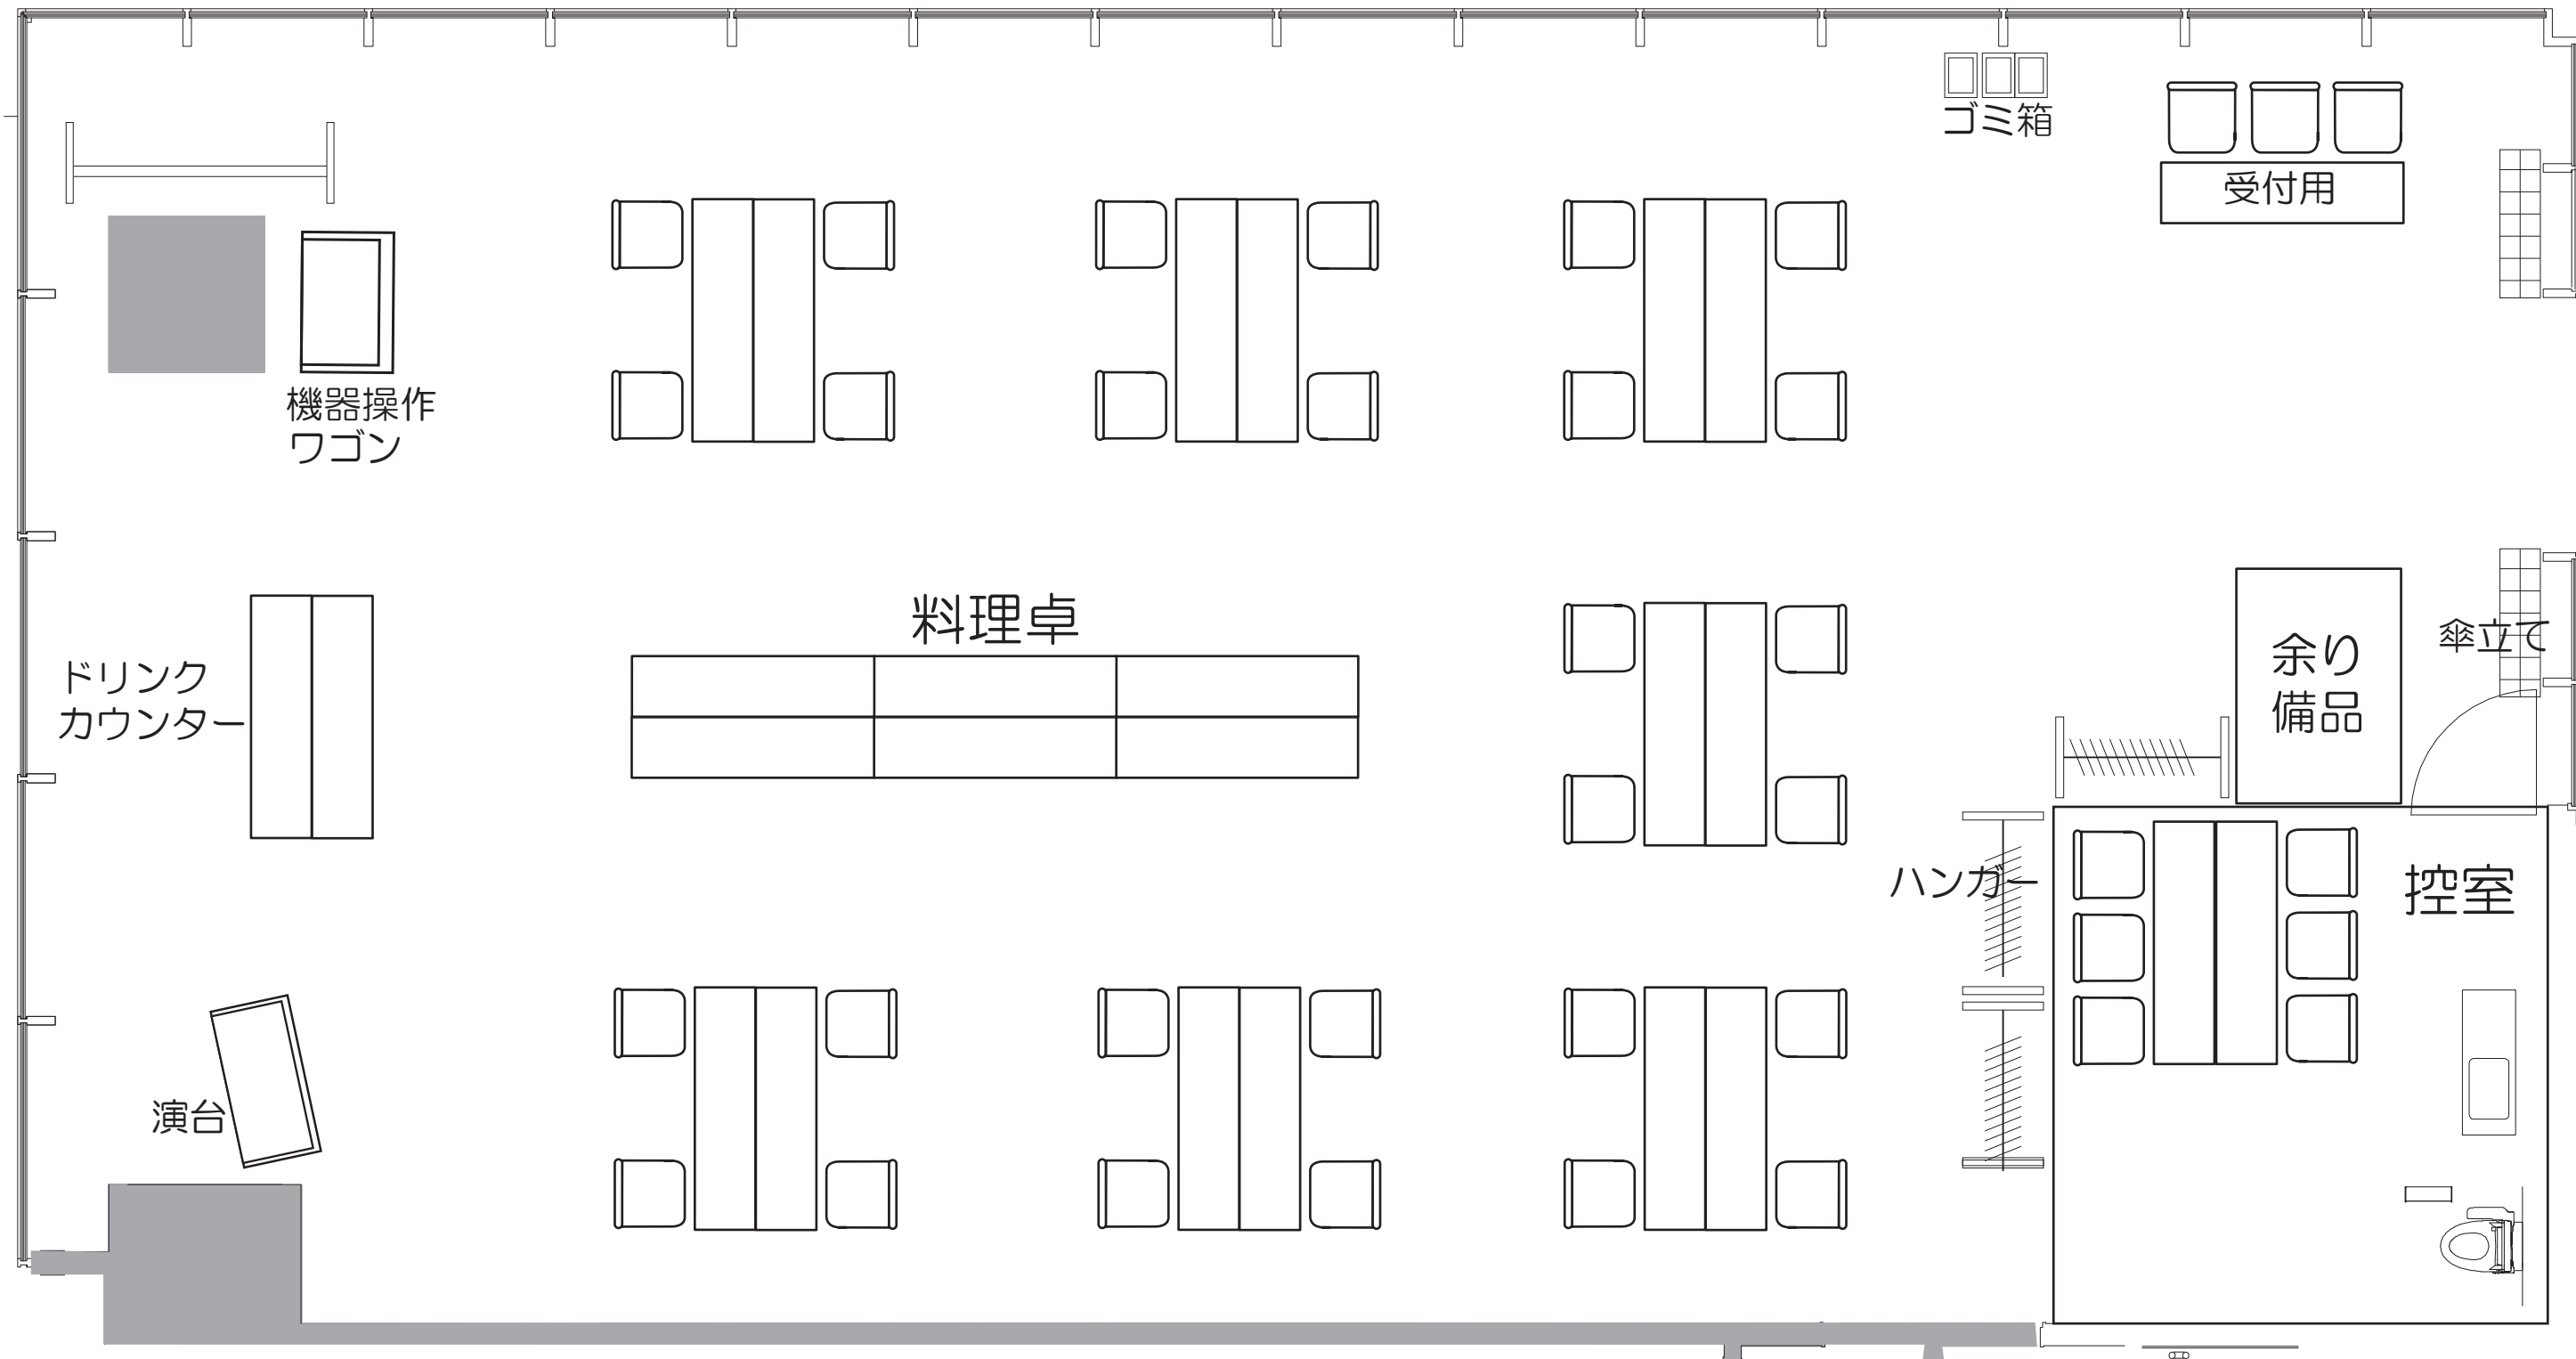 ゴミ箱
受付用
機器操作
ワゴン
料理卓
余り
備品
傘立て
ドリンク
カウンター
ハンガー
控室
演台